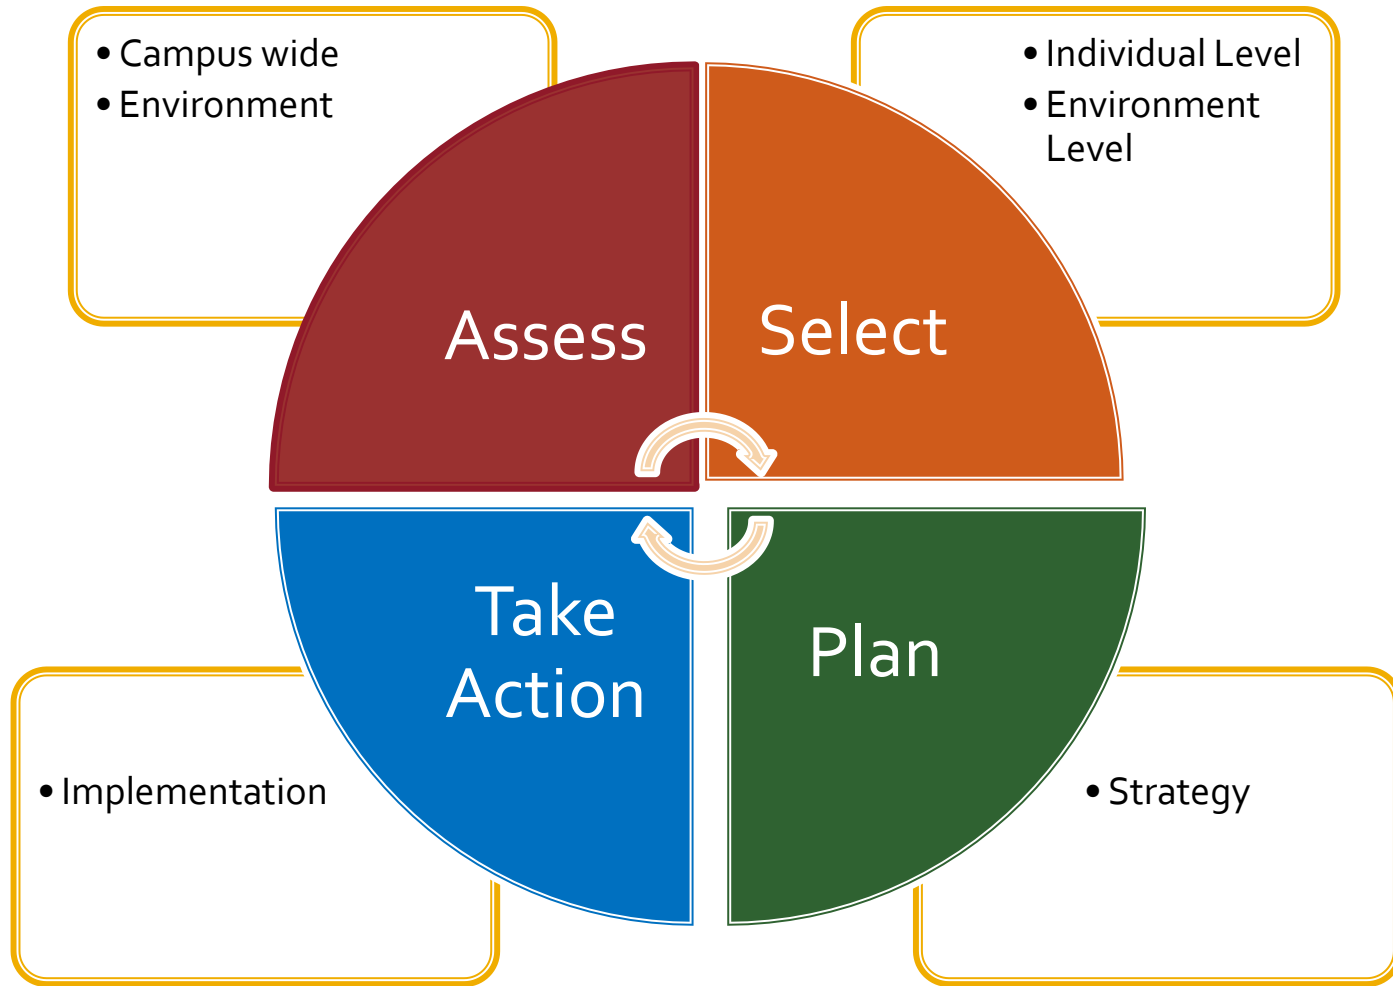 • Campus wide
• Environment
• Individual Level
• Environment
Level
Assess
Select
Take
Action
Plan
• Implementation
• Strategy